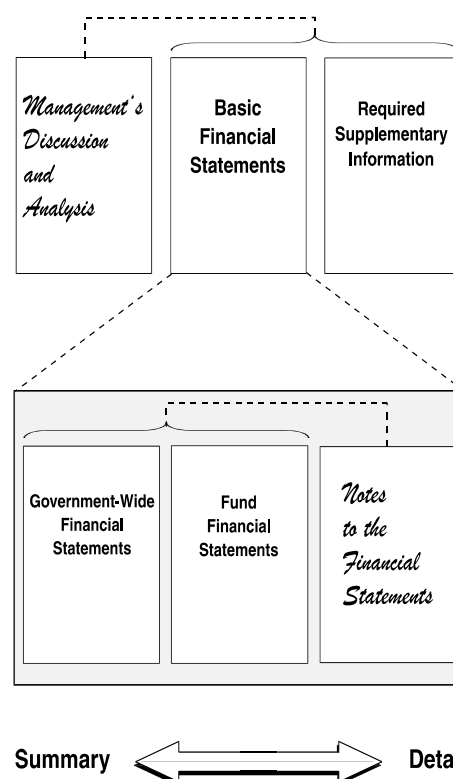 Management's
Discussion
and
Analysis
Basic
Financial
Statements
Required
Supplementary
Information
Government-Wide
Financial
Statements
Fund
Financial
Statements
Notes
to the
Financial
Statements
Summary
Deta